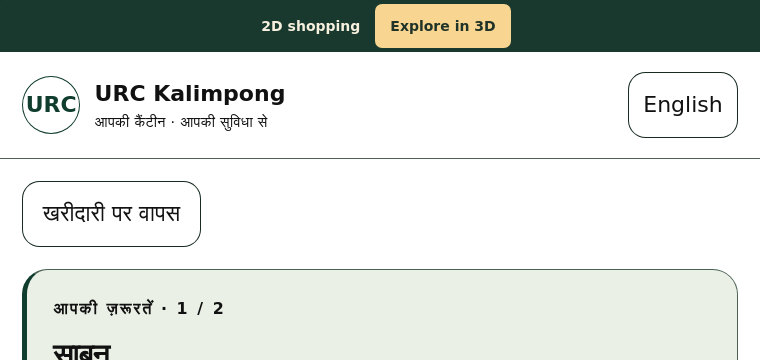 2D shopping Explore in 3D
URC
URC Kalimpong
आपकी कैंटीन · आपकी सुविधा से
English
खरीदारी पर वापस
आपकी ज़रूरतें · 1 / 2
साबुन